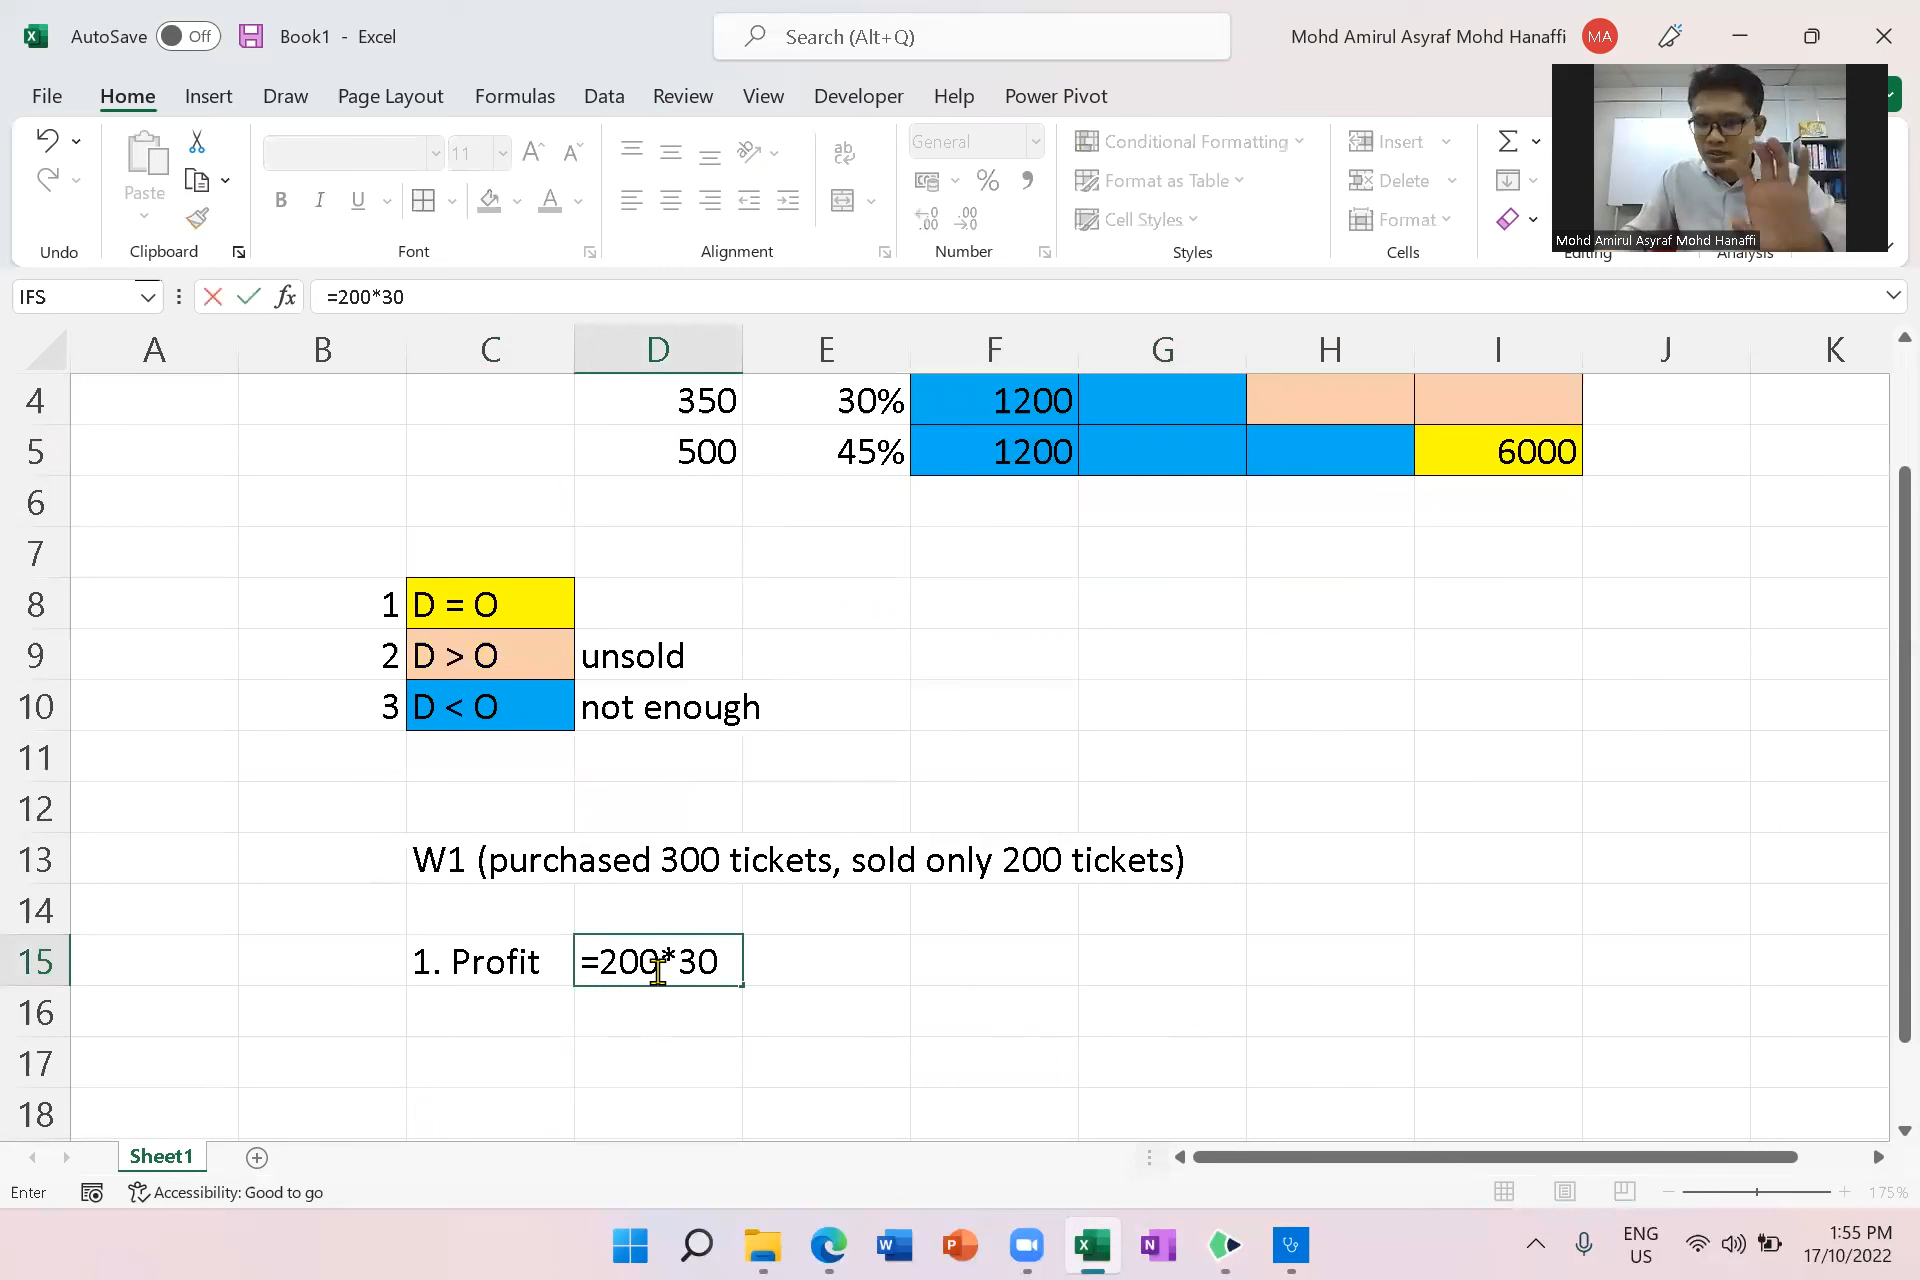 AutoSave Off Book1 - Excel Search (Alt+Q) Mohd Amirul Asyraf Mohd Hanaffi MA
File Home Insert Draw Page Layout Formulas Data Review View Developer Help Power Pivot
Paste 11 General Conditional Formatting Insert
B I U % Format as Table Delete
Cell Styles Format
Mohd Amirul Asyraf Mohd Hanaffi
Undo Clipboard Font Alignment Number Styles Cells Editing Analysis
IFS fx =200*30
A B C D E F G H I J K
4 350 30% 1200
5 500 45% 1200 6000
6
7
8 1 D = O
9 2 D > O unsold
10 3 D < O not enough
11
12
13 W1 (purchased 300 tickets, sold only 200 tickets)
14
15 1. Profit =200*30
16
17
18
Sheet1
Enter Accessibility: Good to go 175%
ENG 1:55 PM
US 17/10/2022